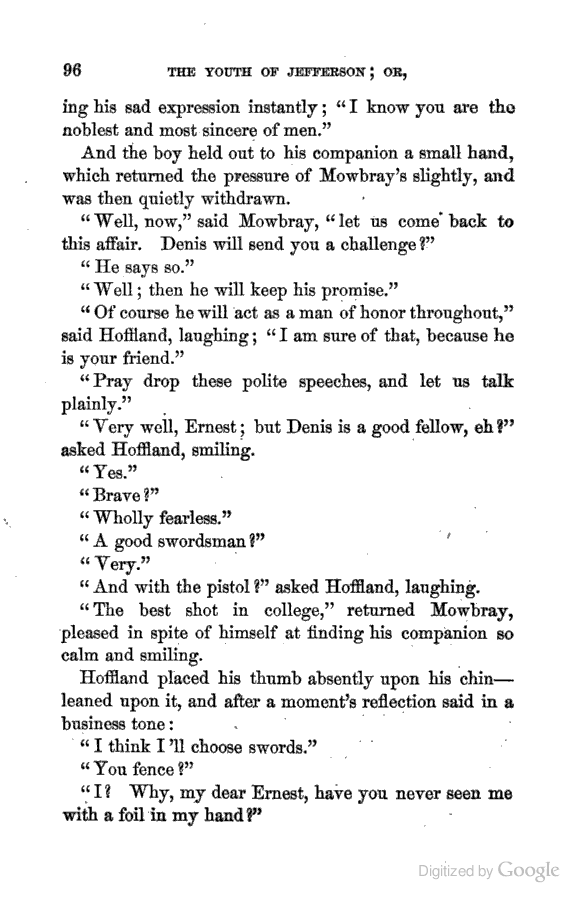 96 THE YOUTH OF JEFFERSON; OR,
ing his sad expression instantly; “I know you are the
noblest and most sincere of men.”
And the boy held out to his companion a small hand,
which returned the pressure of Mowbray’s slightly, and
was then quietly withdrawn.
“Well, now,” said Mowbray, “let us come back to
this affair. Denis will send you a challenge?”
“He says so.”
“Well; then he will keep his promise.”
“Of course he will act as a man of honor throughout,”
said Hoffland, laughing; “I am sure of that, because he
is your friend.”
“Pray drop these polite speeches, and let us talk
plainly.”
“Very well, Ernest; but Denis is a good fellow, eh?”
asked Hoffland, smiling.
“Yes.”
“Brave?”
“Wholly fearless.”
“A good swordsman?”
“Very.”
“And with the pistol?” asked Hoffland, laughing.
“The best shot in college,” returned Mowbray,
pleased in spite of himself at finding his companion so
calm and smiling.
Hoffland placed his thumb absently upon his chin—
leaned upon it, and after a moment’s reflection said in a
business tone:
“I think I ’ll choose swords.”
“You fence?”
“I? Why, my dear Ernest, have you never seen me
with a foil in my hand?”
Digitized by Google